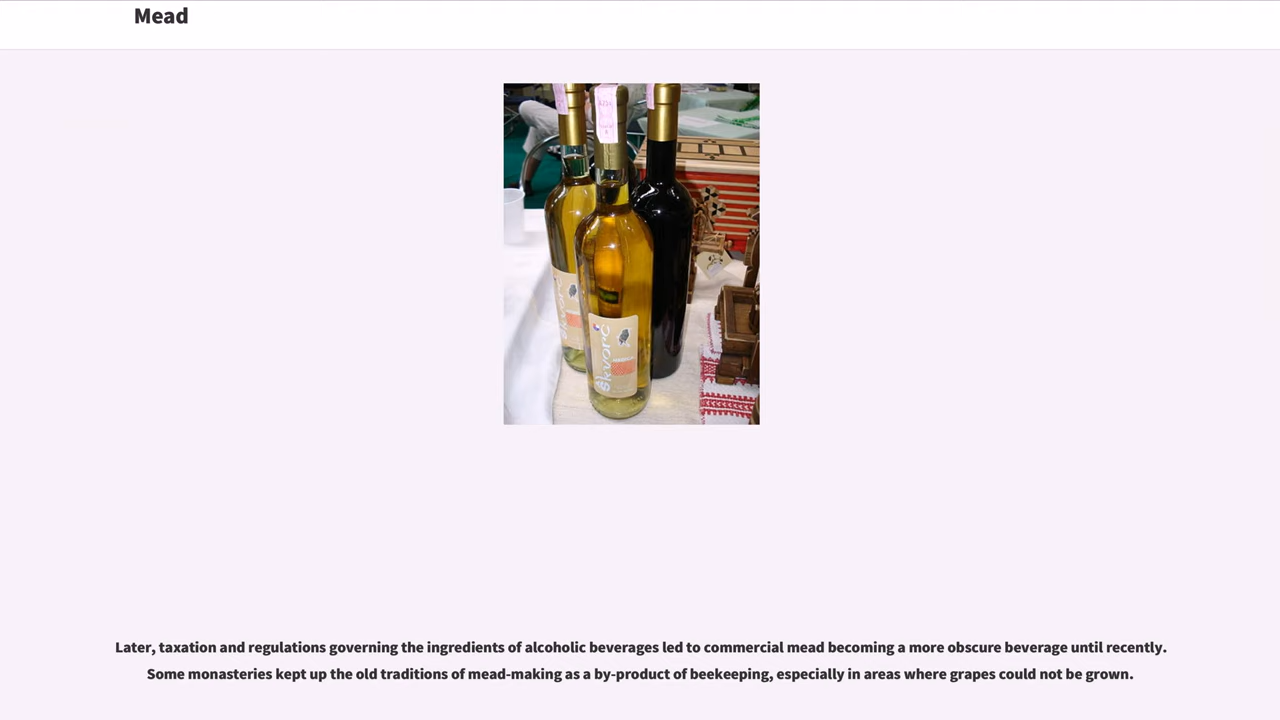 Mead
Škvorc
Škvorc
Later, taxation and regulations governing the ingredients of alcoholic beverages led to commercial mead becoming a more obscure beverage until recently.
Some monasteries kept up the old traditions of mead-making as a by-product of beekeeping, especially in areas where grapes could not be grown.